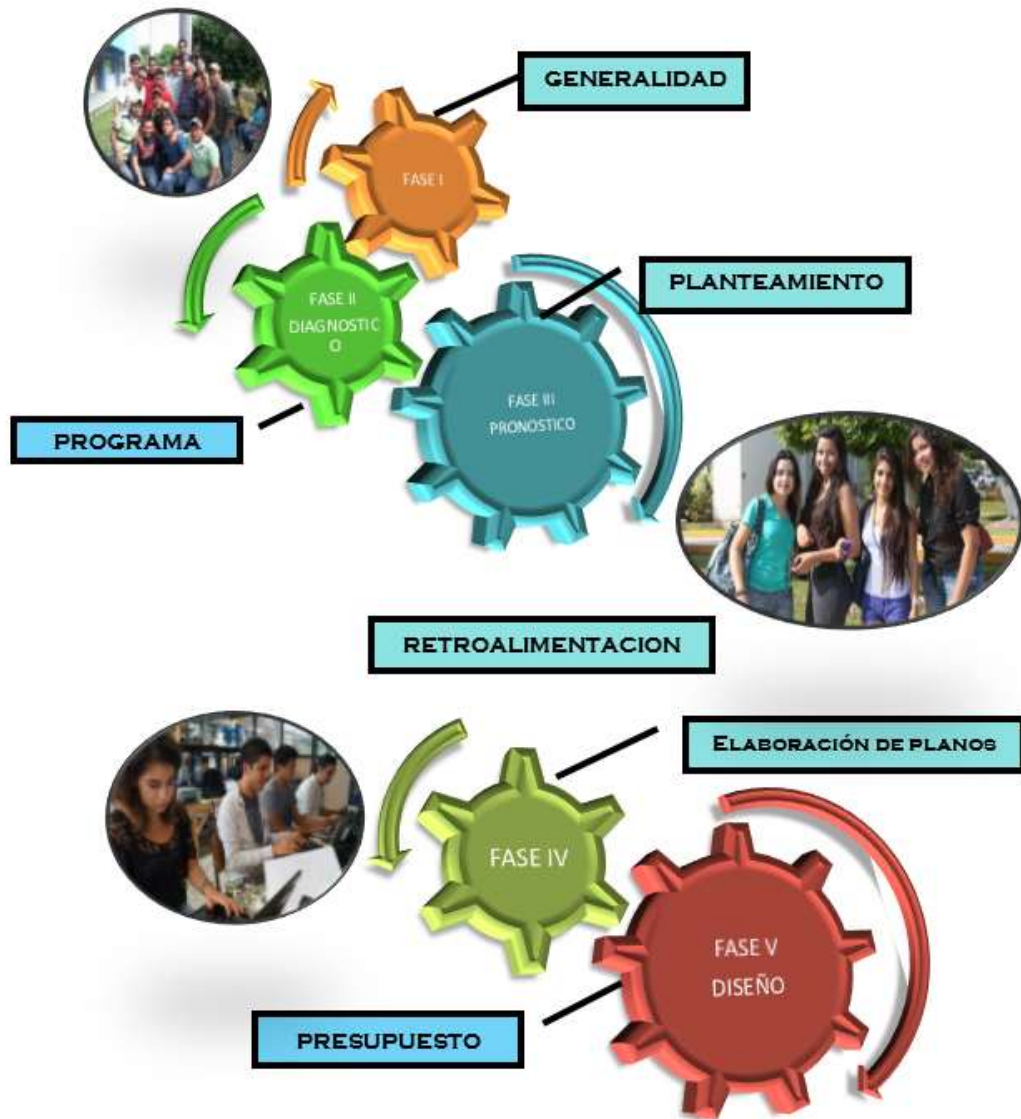 GENERALIDAD
FASE I
PLANTEAMIENTO
FASE II
DIAGNOSTIC
O
FASE III
PRONOSTICO
PROGRAMA
RETROALIMENTACION
ELABORACIÓN DE PLANOS
FASE IV
FASE V
DISEÑO
PRESUPUESTO